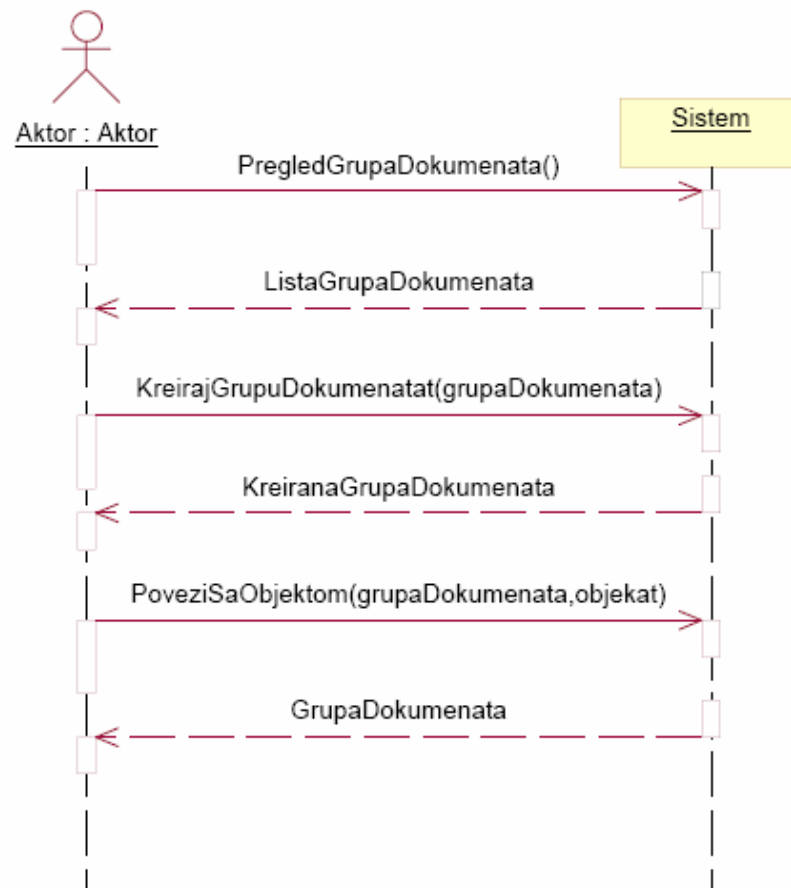 Aktor : Aktor
Sistem
PregledGrupaDokumenata()
ListaGrupaDokumenata
KreirajGrupuDokumenatat(grupaDokumenata)
KreiranaGrupaDokumenata
PoveziSaObjektom(grupaDokumenata,objekat)
GrupaDokumenata